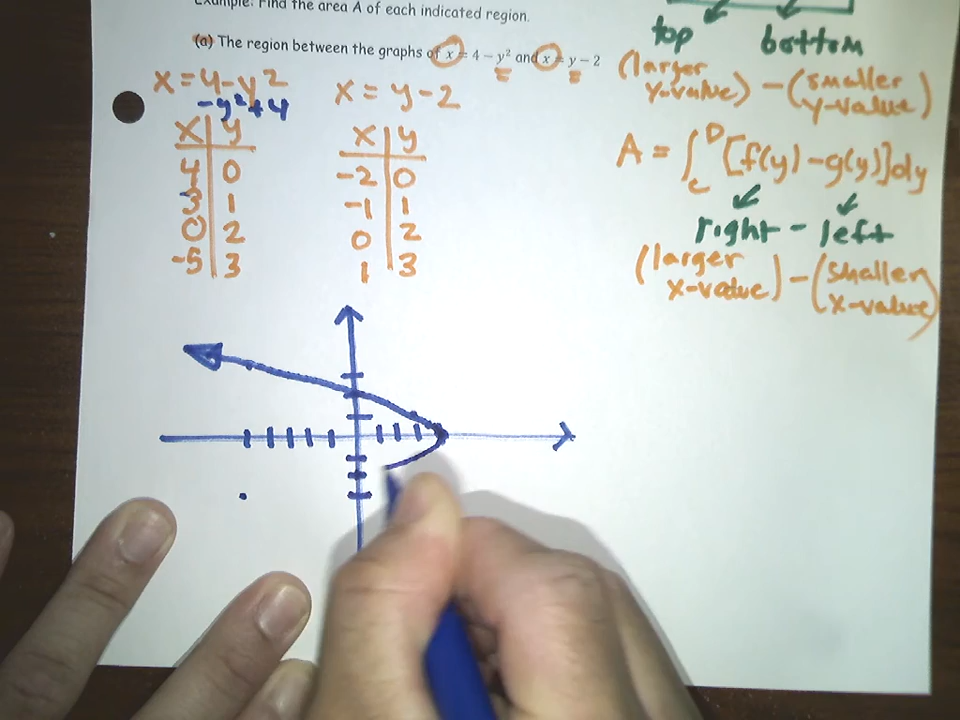 Example: Find the area A of each indicated region.
(a) The region between the graphs of x = 4 − y² and x = y − 2
top bottom
(larger y-value) − (smaller y-value)
x = 4 − y²
−y² + 4
x y
4 0
3 1
0 2
-5 3
x = y − 2
x y
-2 0
-1 1
0 2
1 3
A = ∫_c^D [f(y) − g(y)] dy
right − left
(larger x-value) − (smaller x-value)